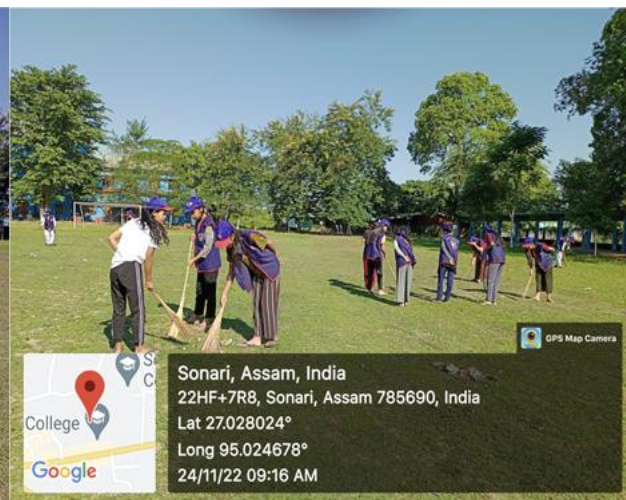 GPS Map Camera
S
C
College
Google
Sonari, Assam, India
22HF+7R8, Sonari, Assam 785690, India
Lat 27.028024°
Long 95.024678°
24/11/22 09:16 AM